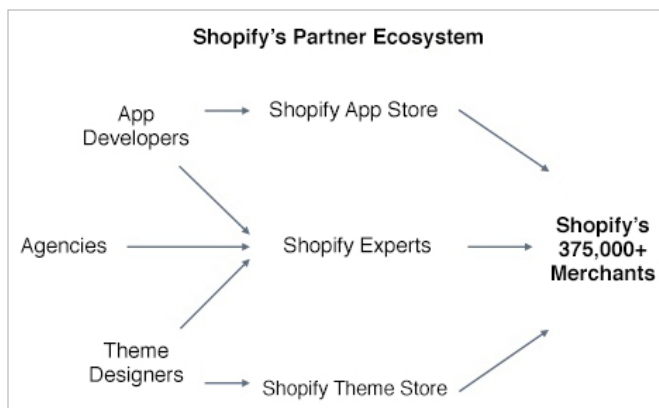 Shopify's Partner Ecosystem
App
Developers
Shopify App Store
Agencies
Shopify Experts
Shopify's
375,000+
Merchants
Theme
Designers
Shopify Theme Store